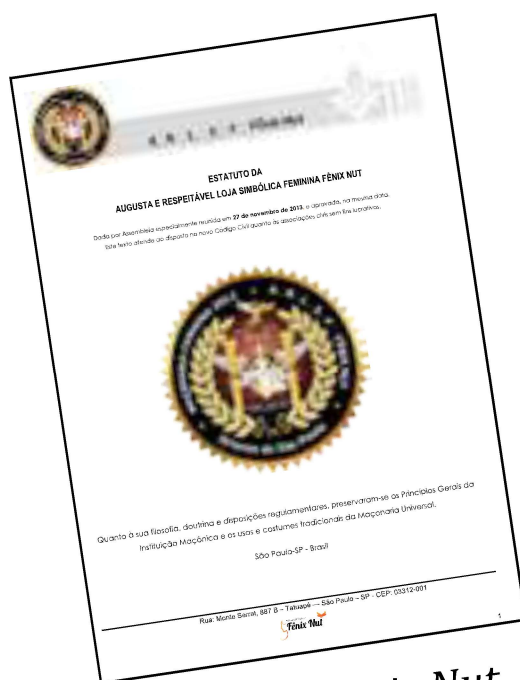 ESTATUTO DA
AUGUSTA E RESPEITÁVEL LOJA SIMBÓLICA FEMININA FÊNIX NUT
Dada por Assembleia especialmente reunida em 27 de novembro de 2013, e aprovada, na mesma data.
Este texto atende ao disposto no novo Código Civil quanto às associações civis sem fins lucrativos.
Quanto à sua filosofia, doutrina e disposições regulamentares, preservaram-se os Princípios Gerais da
Instituição Maçônica e os usos e costumes tradicionais da Maçonaria Universal.
São Paulo-SP - Brasil
Rua: Monte Serrat, 887 B – Tatuapé – São Paulo – SP - CEP: 03312-001
Fênix Nut
1
Nut